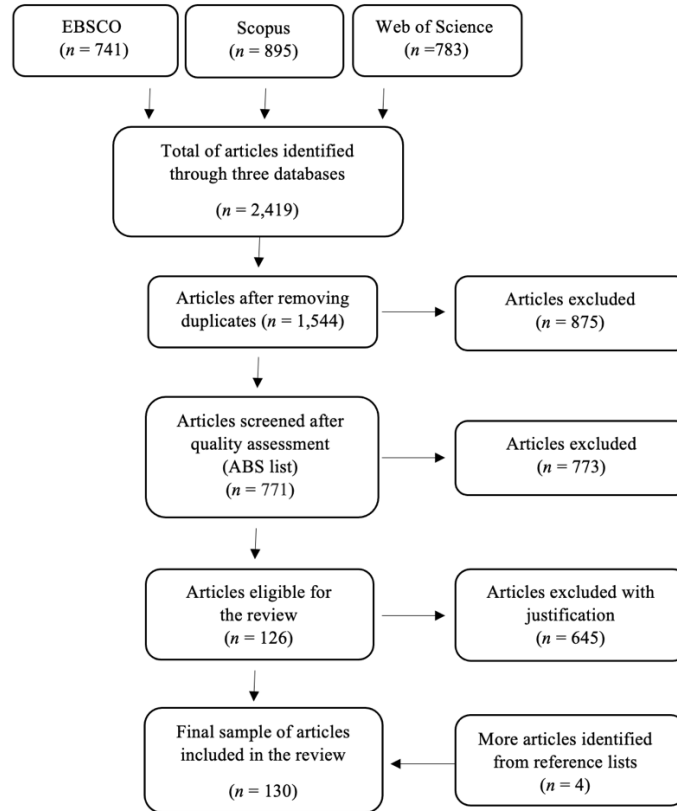 EBSCO
(n = 741)
Scopus
(n = 895)
Web of Science
(n =783)
Total of articles identified
through three databases
(n = 2,419)
Articles after removing
duplicates (n = 1,544)
Articles excluded
(n = 875)
Articles screened after
quality assessment
(ABS list)
(n = 771)
Articles excluded
(n = 773)
Articles eligible for
the review
(n = 126)
Articles excluded with
justification
(n = 645)
Final sample of articles
included in the review
(n = 130)
More articles identified
from reference lists
(n = 4)